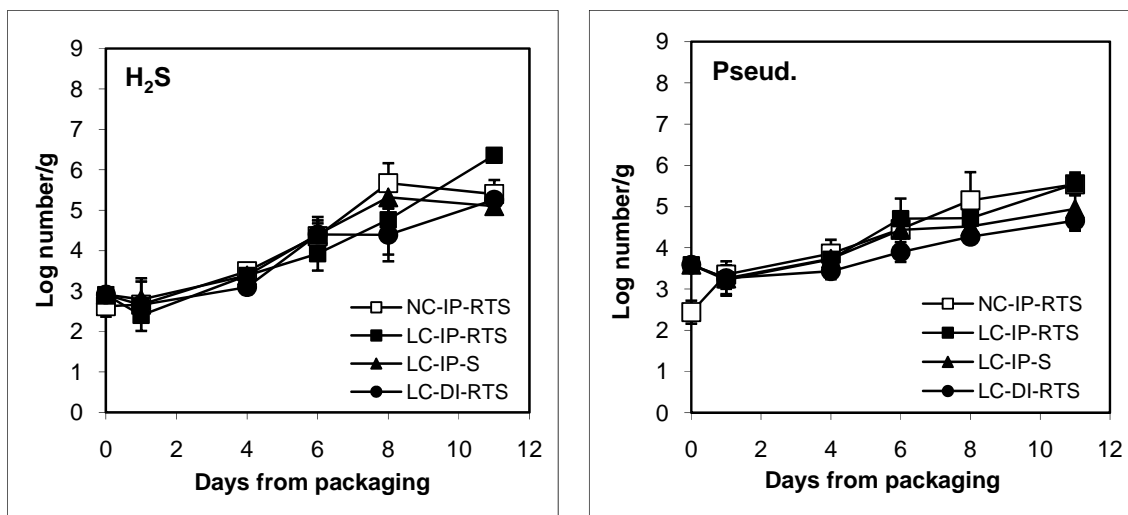 H₂S
Log number/g
9
8
7
6
5
4
3
2
1
0
0 2 4 6 8 10 12
Days from packaging
NC-IP-RTS
LC-IP-RTS
LC-IP-S
LC-DI-RTS
Pseud.
Log number/g
9
8
7
6
5
4
3
2
1
0
0 2 4 6 8 10 12
Days from packaging
NC-IP-RTS
LC-IP-RTS
LC-IP-S
LC-DI-RTS